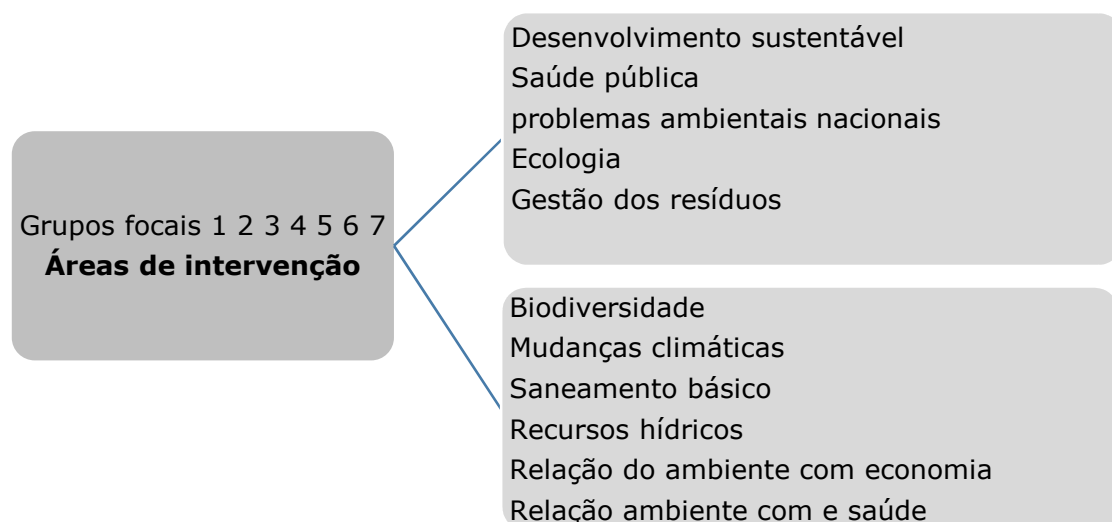 Grupos focais 1 2 3 4 5 6 7
Áreas de intervenção
Desenvolvimento sustentável
Saúde pública
problemas ambientais nacionais
Ecologia
Gestão dos resíduos
Biodiversidade
Mudanças climáticas
Saneamento básico
Recursos hídricos
Relação do ambiente com economia
Relação ambiente com e saúde